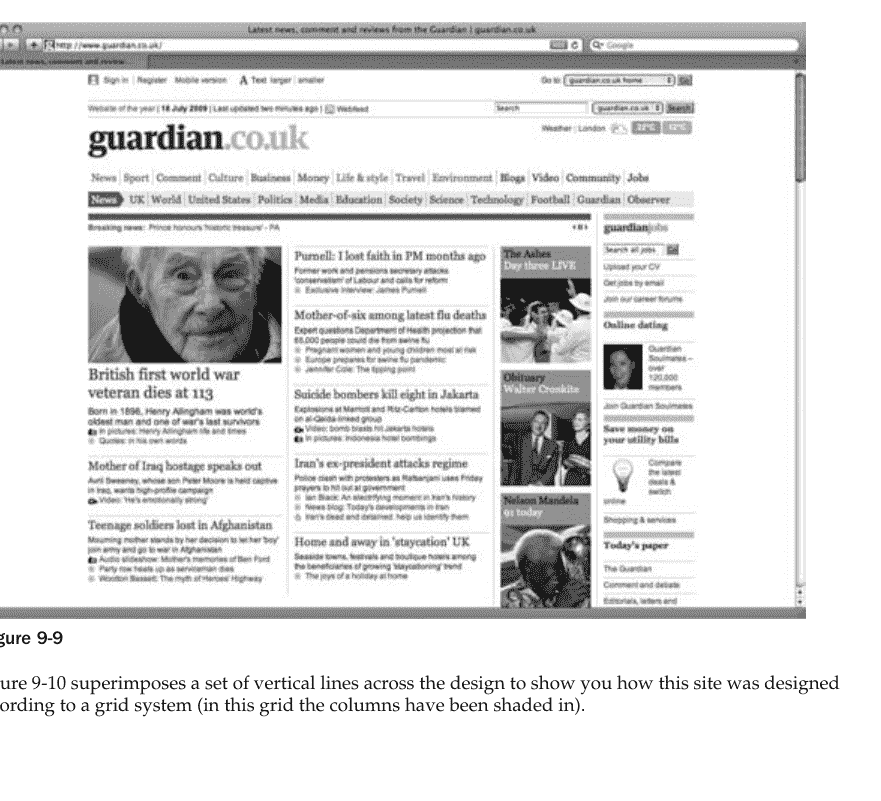 Latest news, comment and reviews from the Guardian | guardian.co.uk
http://www.guardian.co.uk/
Google
Latest news, comment and review...
Sign in | Register Mobile version A Text larger | smaller
Go to: guardian.co.uk home Go
Website of the year | 18 July 2009 | Last updated two minutes ago | Webfeed
Search guardian.co.uk Search
guardian.co.uk
Weather: London
News Sport Comment Culture Business Money Life & style Travel Environment Blogs Video Community Jobs
News UK World United States Politics Media Education Society Science Technology Football Guardian Observer
Breaking news: Prince honours 'historic treasure' - PA
British first world war
veteran dies at 113
Born in 1896, Henry Allingham was world's
oldest man and one of war's last survivors
In pictures: Henry Allingham life and times
Quotes: in his own words
Mother of Iraq hostage speaks out
Avril Sweeney, whose son Peter Moore is held captive
in Iraq, wants high-profile campaign
Video: 'He's emotionally strong'
Teenage soldiers lost in Afghanistan
Mourning mother stands by her decision to let her 'boy'
join army and go to war in Afghanistan
Audio slideshow: Mother's memories of Ben Ford
Party row heats up as servicemen dies
Wootton Bassett: The myth of Heroes' Highway
Purnell: I lost faith in PM months ago
Former work and pensions secretary attacks
'conservatism' of Labour and calls for reform
Exclusive interview: James Purnell
Mother-of-six among latest flu deaths
Expert questions Department of Health projection that
65,000 people could die from swine flu
Pregnant women and young children most at risk
Europe prepares for swine flu pandemic
Jennifer Cole: The tipping point
Suicide bombers kill eight in Jakarta
Explosions at Marriott and Ritz-Carlton hotels blamed
on al-Qaida-linked group
Video: bomb blasts hit Jakarta hotels
In pictures: Indonesia hotel bombings
Iran's ex-president attacks regime
Police clash with protesters as Rafsanjani uses Friday
prayers to hit out at government
Ian Black: An electrifying moment in Iran's history
News blog: Today's developments in Iran
Iran's dead and detained: help us identify them
Home and away in 'staycation' UK
Seaside towns, festivals and boutique hotels among
the beneficiaries of growing 'staycationing' trend
The joys of a holiday at home
The Ashes
Day three LIVE
Obituary
Walter Cronkite
Nelson Mandela
91 today
guardianjobs
Search all jobs Go
Upload your CV
Get jobs by email
Join our career forums
Online dating
Guardian
Soulmates -
over
120,000
members
Join Guardian Soulmates
Save money on
your utility bills
Compare
the latest
deals &
switch
online
Shopping & services
Today's paper
The Guardian
Comment and debate
Editorials, letters and
gure 9-9
ure 9-10 superimposes a set of vertical lines across the design to show you how this site was designed
ording to a grid system (in this grid the columns have been shaded in).